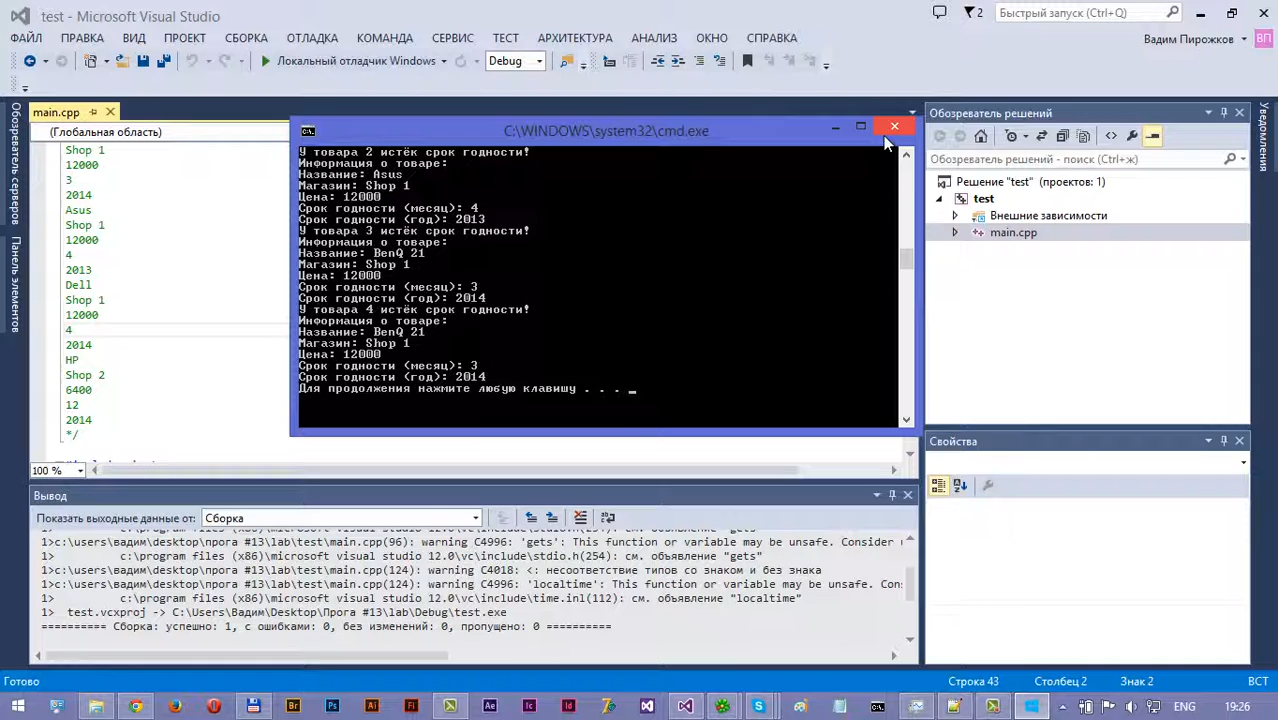 test - Microsoft Visual Studio
2
Быстрый запуск (Ctrl+Q)
ФАЙЛ ПРАВКА ВИД ПРОЕКТ СБОРКА ОТЛАДКА КОМАНДА СЕРВИС ТЕСТ АРХИТЕКТУРА АНАЛИЗ ОКНО СПРАВКА
Вадим Пирожков
ВП
Локальный отладчик Windows
Debug
Обозреватель серверов
Панель элементов
main.cpp
(Глобальная область)
Shop 1
12000
3
2014
Asus
Shop 1
12000
4
2013
Dell
Shop 1
12000
4
2014
HP
Shop 2
6400
12
2014
*/
100 %
C:\WINDOWS\system32\cmd.exe
У товара 2 истёк срок годности!
Информация о товаре:
Название: Asus
Магазин: Shop 1
Цена: 12000
Срок годности (месяц): 4
Срок годности (год): 2013
У товара 3 истёк срок годности!
Информация о товаре:
Название: BenQ 21
Магазин: Shop 1
Цена: 12000
Срок годности (месяц): 3
Срок годности (год): 2014
У товара 4 истёк срок годности!
Информация о товаре:
Название: BenQ 21
Магазин: Shop 1
Цена: 12000
Срок годности (месяц): 3
Срок годности (год): 2014
Для продолжения нажмите любую клавишу . . . _
Обозреватель решений
Обозреватель решений - поиск (Ctrl+ж)
Решение "test" (проектов: 1)
test
Внешние зависимости
main.cpp
Уведомления
Свойства
Вывод
Показать выходные данные от: Сборка
1>c:\users\вадим\desktop\прога #13\lab\test\main.cpp(96): warning C4996: 'gets': This function or variable may be unsafe. Consider
1> c:\program files (x86)\microsoft visual studio 12.0\vc\include\stdio.h(254): см. объявление "gets"
1>c:\users\вадим\desktop\прога #13\lab\test\main.cpp(124): warning C4018: <: несоответствие типов со знаком и без знака
1>c:\users\вадим\desktop\прога #13\lab\test\main.cpp(124): warning C4996: 'localtime': This function or variable may be unsafe.
1> c:\program files (x86)\microsoft visual studio 12.0\vc\include\time.inl(112): см. объявление "localtime"
1> test.vcxproj -> C:\Users\Вадим\Desktop\Прога #13\lab\Debug\test.exe
========== Сборка: успешно: 1, с ошибками: 0, без изменений: 0, пропущено: 0 ==========
Готово
Строка 43 Столбец 2 Знак 2 ВСТ
Br Ps Ai Fl Ae Ic Id
ENG 19:26